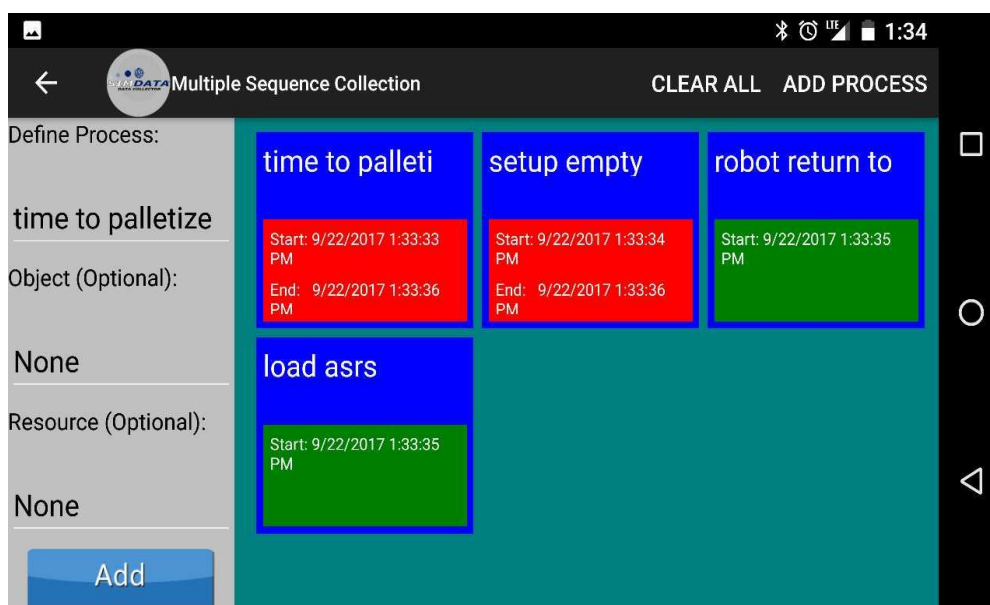 LTE 1:34
SIMDATA
DATA COLLECTOR
Multiple Sequence Collection CLEAR ALL ADD PROCESS
Define Process:
time to palletize
Object (Optional):
None
Resource (Optional):
None
Add
time to palleti
Start: 9/22/2017 1:33:33
PM
End: 9/22/2017 1:33:36
PM
setup empty
Start: 9/22/2017 1:33:34
PM
End: 9/22/2017 1:33:36
PM
robot return to
Start: 9/22/2017 1:33:35
PM
load asrs
Start: 9/22/2017 1:33:35
PM